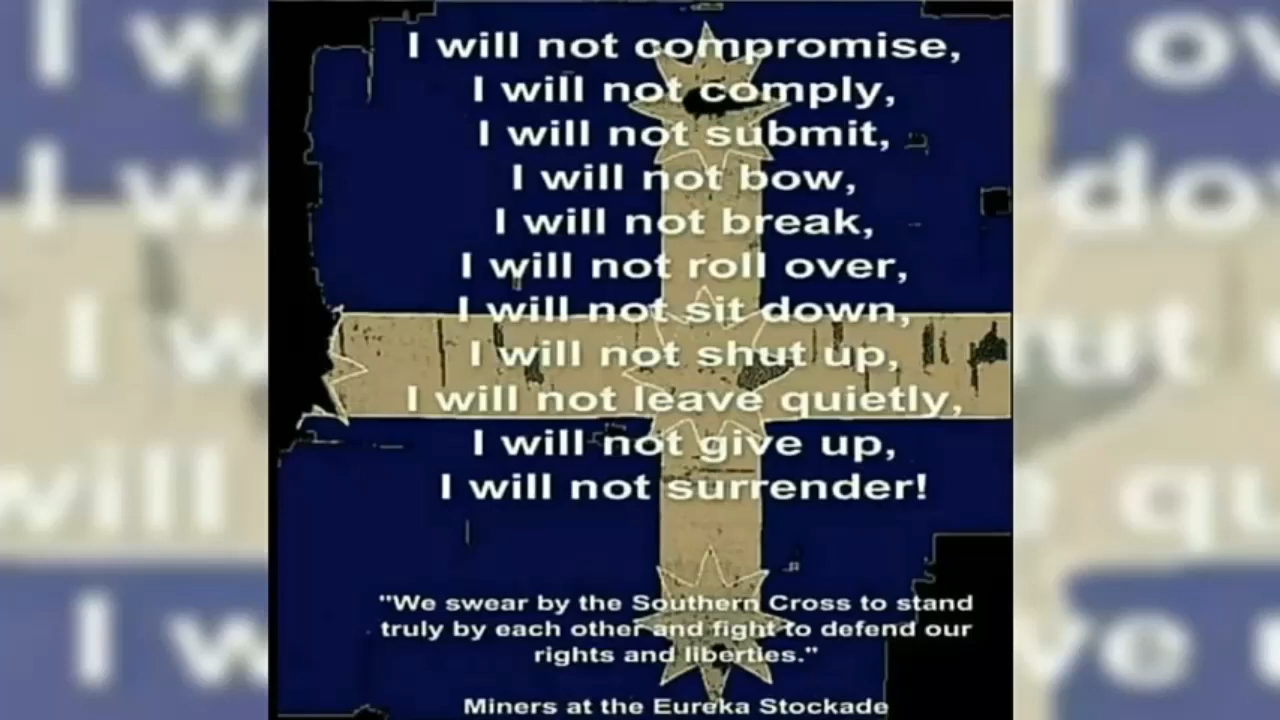 I will not compromise,
I will not comply,
I will not submit,
I will not bow,
I will not break,
I will not roll over,
I will not sit down,
I will not shut up,
I will not leave quietly,
I will not give up,
I will not surrender!
"We swear by the Southern Cross to stand
truly by each other and fight to defend our
rights and liberties."
Miners at the Eureka Stockade